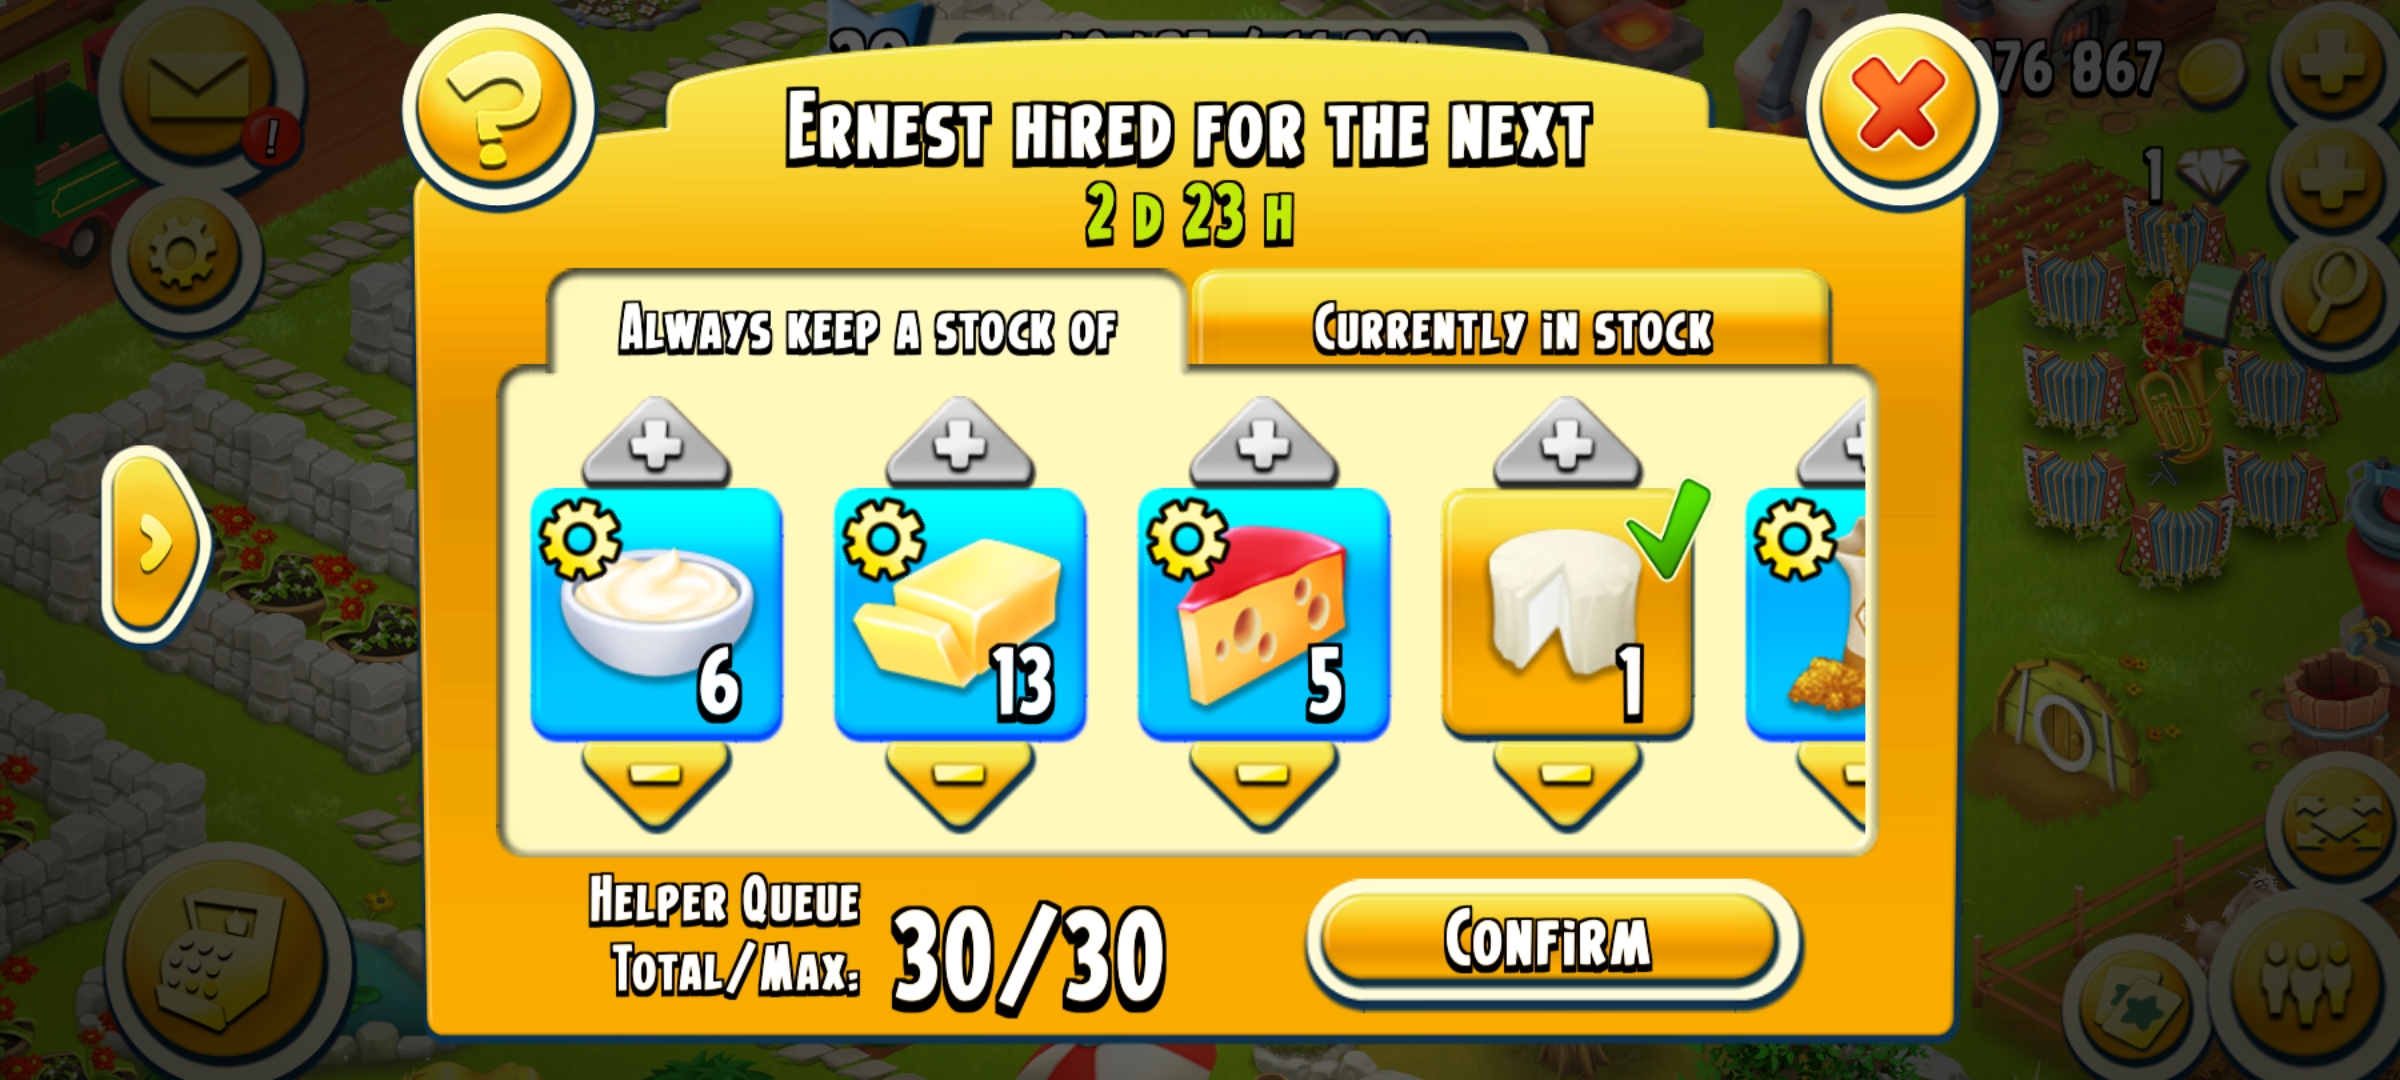 ERNEST HiRED FOR THE NEXT
2 D 23 H
ALWAYS KEEP A STOCK OF
CURRENTLY iN STOCK
6
13
5
1
HELPER QUEUE
TOTAL/MAX:
30/30
CONFiRM
76 867
1
!